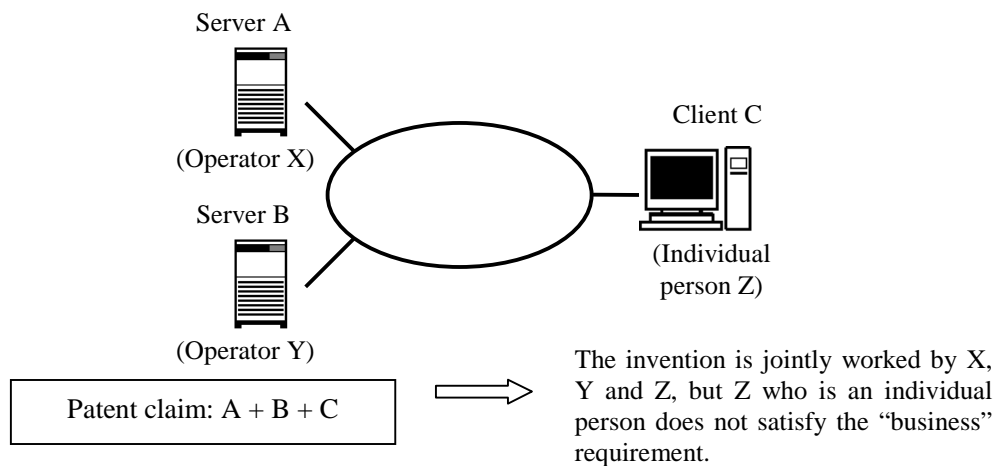 Server A
(Operator X)
Server B
(Operator Y)
Client C
(Individual
person Z)
Patent claim: A + B + C
The invention is jointly worked by X,
Y and Z, but Z who is an individual
person does not satisfy the “business”
requirement.